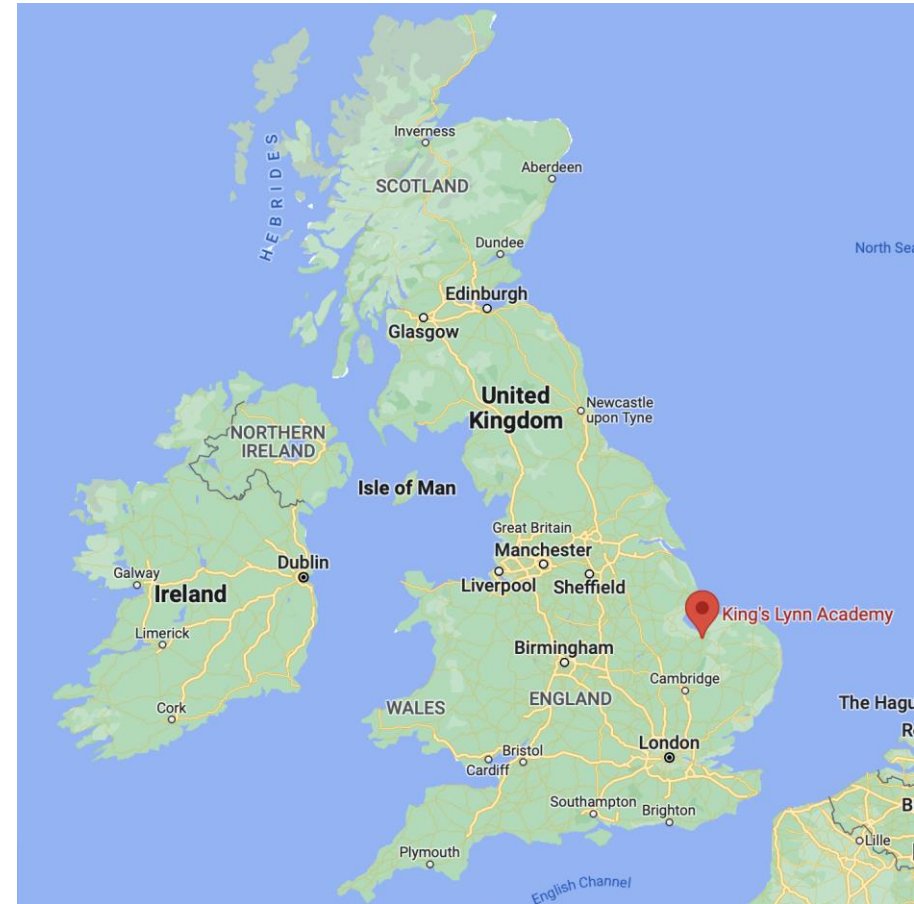 Inverness
Aberdeen
HEBRIDES
SCOTLAND
Dundee
North Sea
Edinburgh
Glasgow
United
Kingdom
Newcastle
upon Tyne
NORTHERN
IRELAND
Isle of Man
Great Britain
Manchester
Dublin
Liverpool
Sheffield
Galway
Ireland
King's Lynn Academy
Limerick
Birmingham
Cambridge
ENGLAND
WALES
Cork
The Hagu
R
London
Bristol
Cardiff
Southampton
Brighton
B
Lille
Plymouth
English Channel